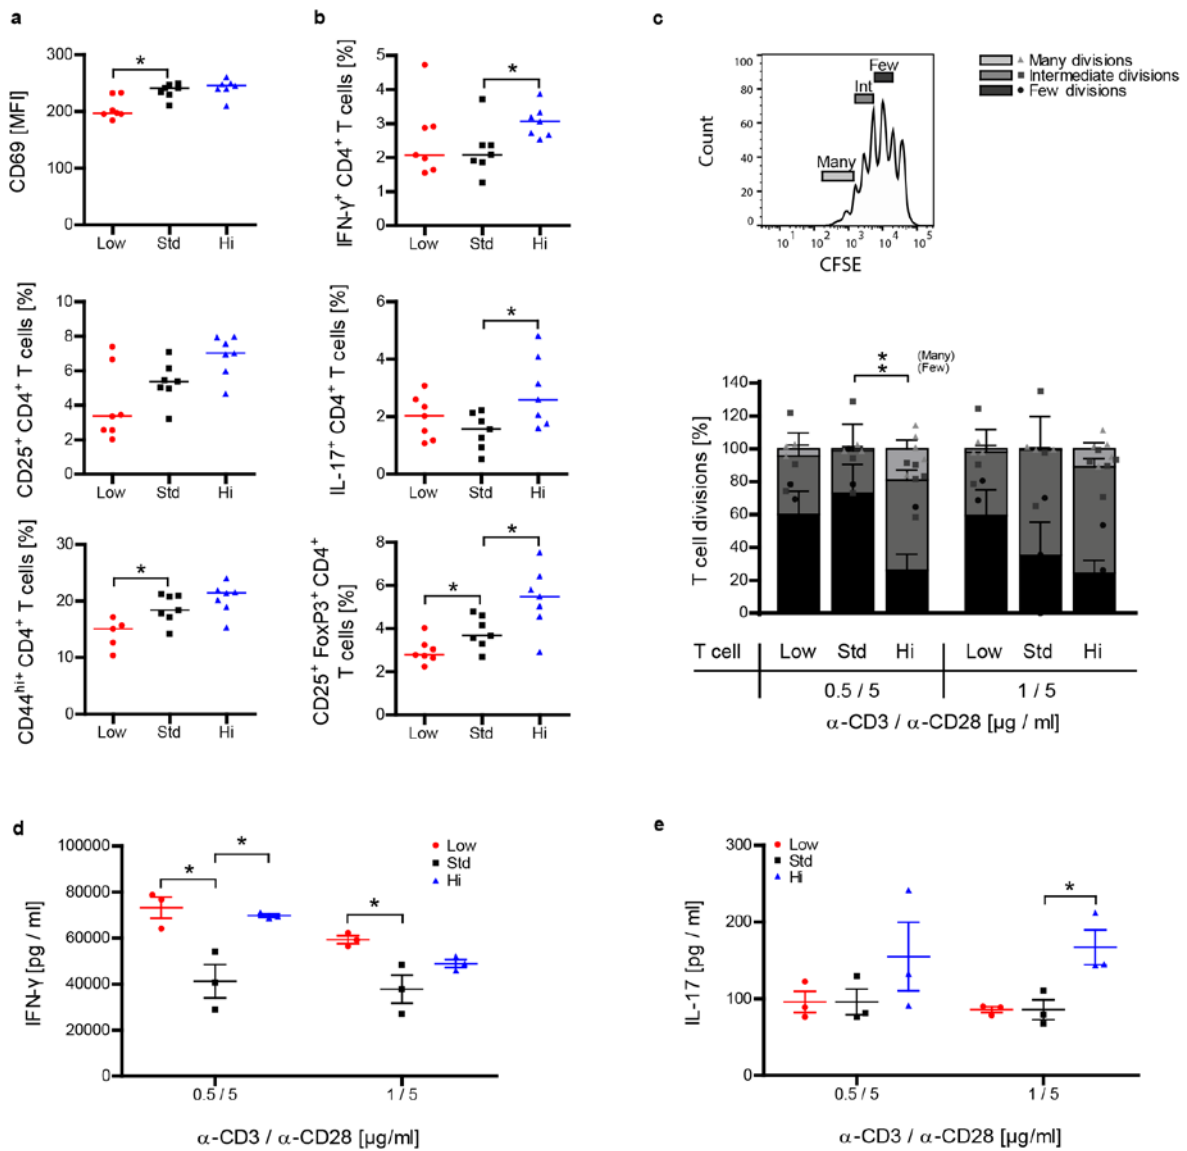 a
CD69 [MFI]
300
200
100
0
*
Low Std Hi
CD25⁺ CD4⁺ T cells [%]
10
8
6
4
2
0
Low Std Hi
CD44ʰⁱ⁺ CD4⁺ T cells [%]
30
20
10
0
*
Low Std Hi
b
IFN-γ⁺ CD4⁺ T cells [%]
5
4
3
2
1
0
*
Low Std Hi
IL-17⁺ CD4⁺ T cells [%]
6
4
2
0
*
Low Std Hi
CD25⁺ FoxP3⁺ CD4⁺
T cells [%]
8
6
4
2
0
*
*
Low Std Hi
c
Count
100
80
60
40
20
0
Few
Int
Many
10¹ 10² 10³ 10⁴ 10⁵
CFSE
Many divisions
Intermediate divisions
Few divisions
T cell divisions [%]
140
120
100
80
60
40
20
0
* (Many)
* (Few)
T cell Low Std Hi Low Std Hi
0.5 / 5 1 / 5
α-CD3 / α-CD28 [µg / ml]
d
IFN-γ [pg / ml]
100000
80000
60000
40000
20000
0
*
*
*
Low
Std
Hi
0.5 / 5 1 / 5
α-CD3 / α-CD28 [µg/ml]
e
IL-17 [pg / ml]
300
200
100
0
Low
Std
Hi
*
0.5 / 5 1 / 5
α-CD3 / α-CD28 [µg/ml]